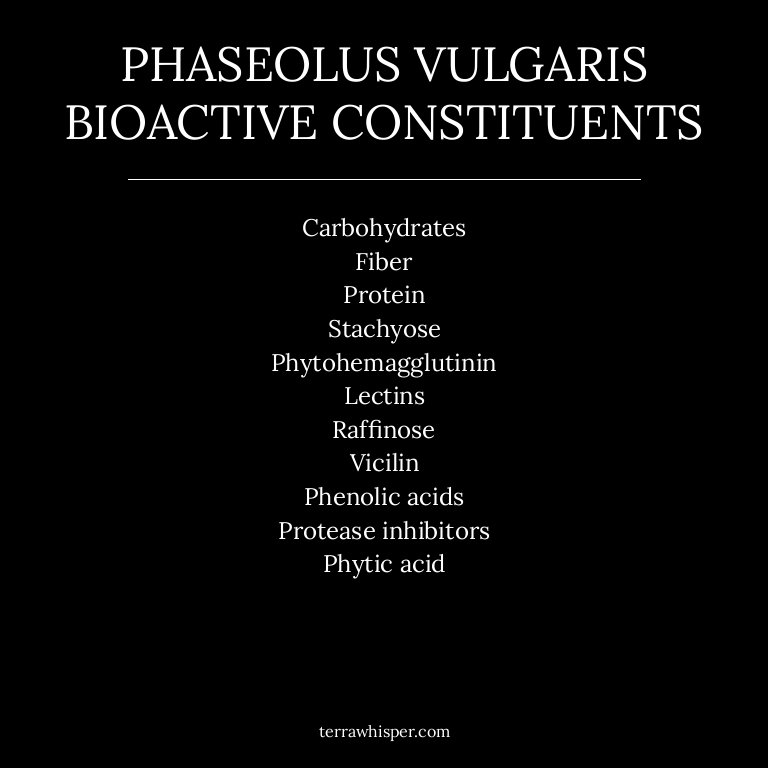 PHASEOLUS VULGARIS
BIOACTIVE CONSTITUENTS
Carbohydrates
Fiber
Protein
Stachyose
Phytohemagglutinin
Lectins
Raffinose
Vicilin
Phenolic acids
Protease inhibitors
Phytic acid
terrawhisper.com